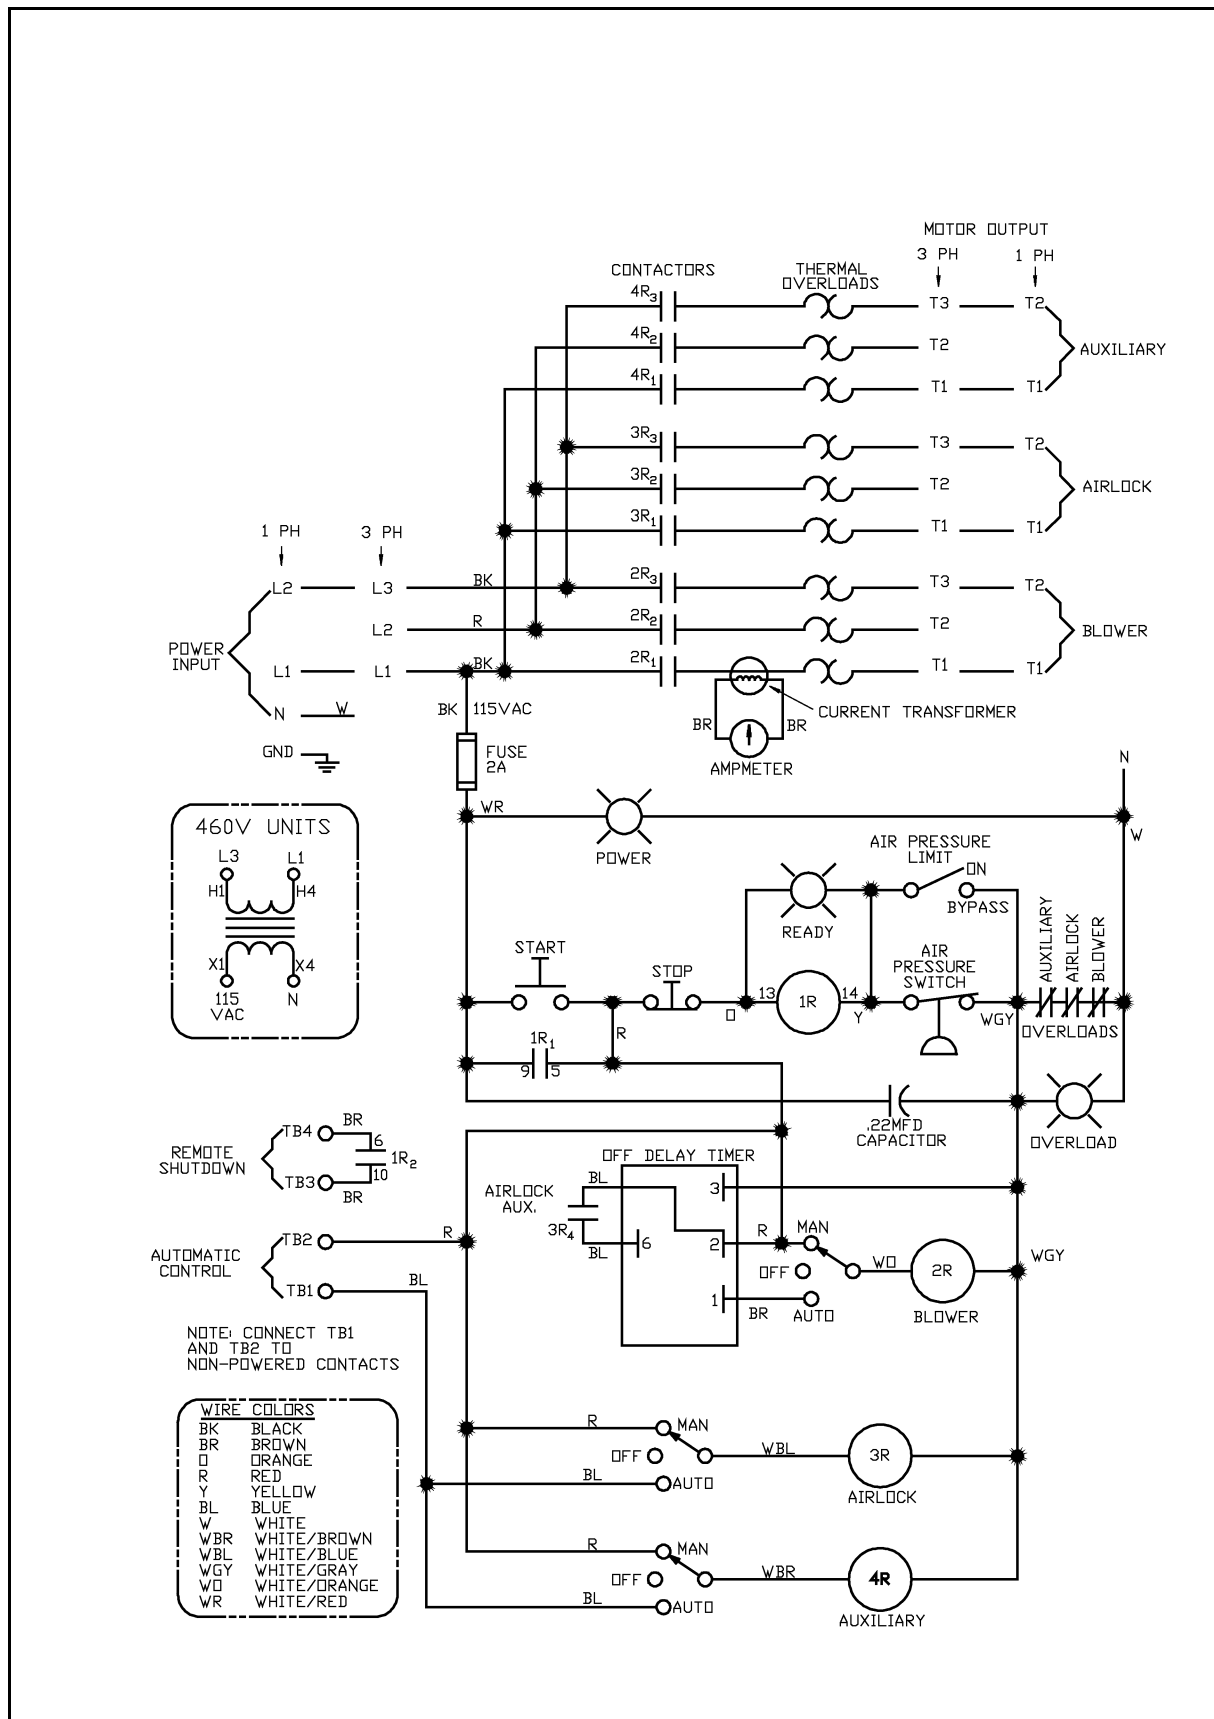 MOTOR OUTPUT
3 PH
1 PH
CONTACTORS
THERMAL
OVERLOADS
4R3
T3
T2
4R2
T2
AUXILIARY
4R1
T1
T1
3R3
T3
T2
3R2
T2
AIRLOCK
3R1
T1
T1
1 PH
3 PH
L2
L3
BK
2R3
T3
T2
L2
R
2R2
T2
BLOWER
POWER
INPUT
L1
L1
BK
2R1
T1
T1
N
W
BK
115VAC
BR
BR
CURRENT TRANSFORMER
GND
FUSE
2A
AMPMETER
N
460V UNITS
L3
L1
H1
H4
X1
X4
115
VAC
N
WR
POWER
W
AIR PRESSURE
LIMIT
ON
BYPASS
READY
AUXILIARY
AIRLOCK
BLOWER
START
STOP
AIR
PRESSURE
SWITCH
13
1R
14
O
Y
WGY
OVERLOADS
1R1
9
5
R
.22MFD
CAPACITOR
OVERLOAD
REMOTE
SHUTDOWN
TB4
BR
6
1R2
10
TB3
BR
OFF DELAY TIMER
AIRLOCK
AUX.
BL
3
3R4
BL
6
2
R
MAN
OFF
WO
2R
BLOWER
WGY
1
BR
AUTO
AUTOMATIC
CONTROL
TB2
R
TB1
BL
NOTE: CONNECT TB1
AND TB2 TO
NON-POWERED CONTACTS
WIRE COLORS
BK BLACK
BR BROWN
O ORANGE
R RED
Y YELLOW
BL BLUE
W WHITE
WBR WHITE/BROWN
WBL WHITE/BLUE
WGY WHITE/GRAY
WO WHITE/ORANGE
WR WHITE/RED
R
MAN
OFF
WBL
3R
BL
AUTO
AIRLOCK
R
MAN
OFF
WBR
4R
BL
AUTO
AUXILIARY